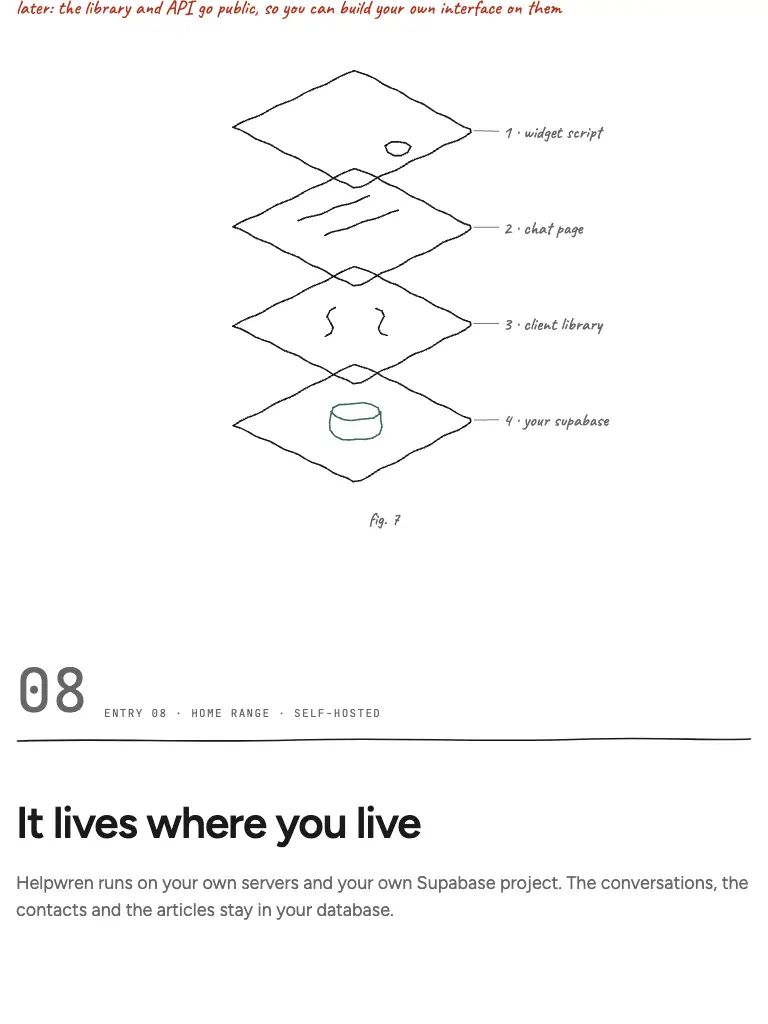 later: the library and API go public, so you can build your own interface on them
1 · widget script
2 · chat page
3 · client library
4 · your supabase
fig. 7
08
ENTRY 08 · HOME RANGE · SELF-HOSTED
It lives where you live
Helpwren runs on your own servers and your own Supabase project. The conversations, the
contacts and the articles stay in your database.